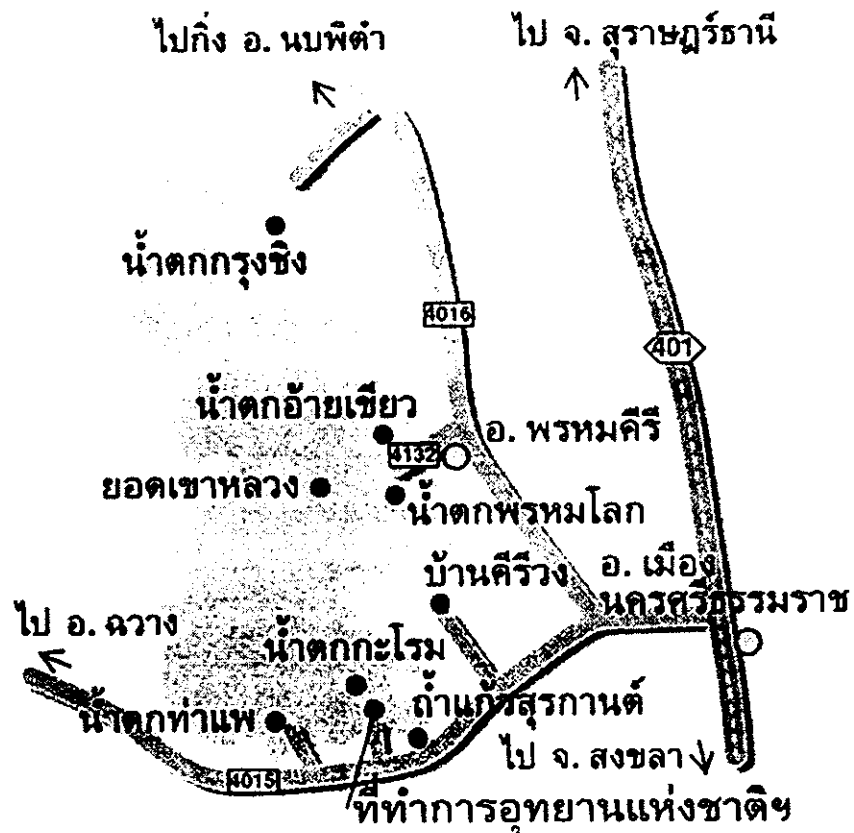 ไปกิ่ง อ. นบพิตำ
ไป จ. สุราษฎร์ธานี
น้ำตกกรุงชิง
4016
401
น้ำตกอ้ายเขียว
อ. พรหมคีรี
4132
ยอดเขาหลวง
น้ำตกพรหมโลก
บ้านคีรีวง
อ. เมือง
นครศรีธรรมราช
ไป อ. ฉวาง
น้ำตกกะโรม
น้ำตกท่าแพ
ถ้ำแก้วสุรกานต์
ไป จ. สงขลา
4015
ที่ทำการอุทยานแห่งชาติฯ